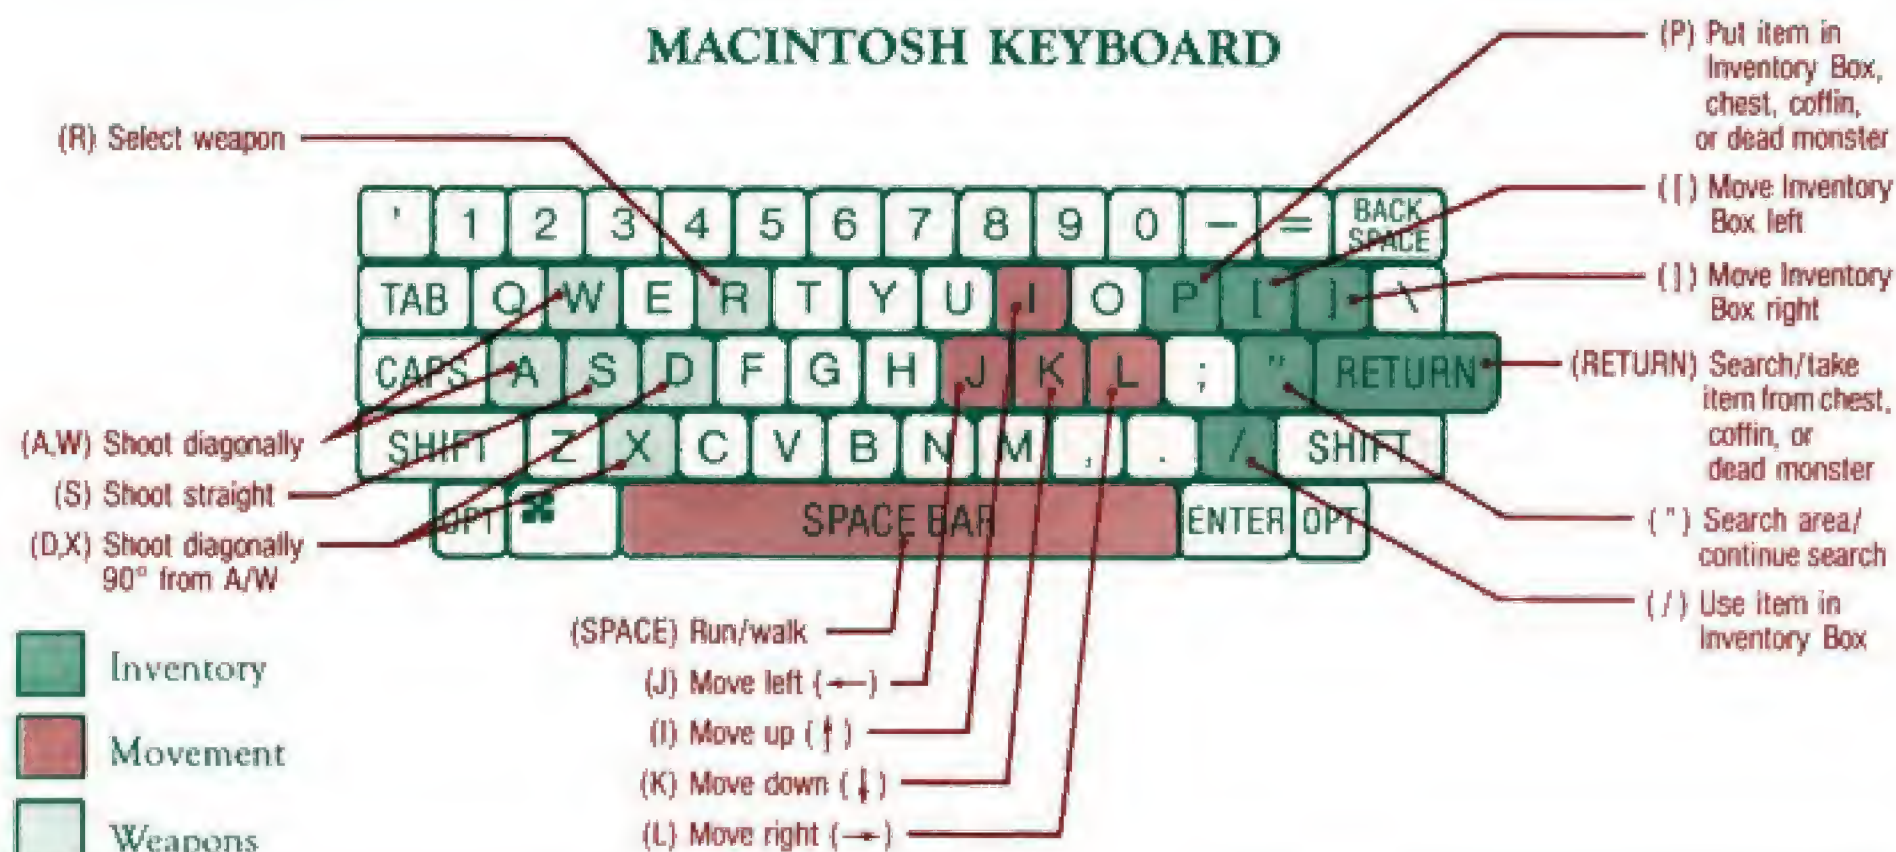 MACINTOSH KEYBOARD
(R) Select weapon
(P) Put item in
Inventory Box,
chest, coffin,
or dead monster
([) Move Inventory
Box left
(]) Move Inventory
Box right
(RETURN) Search/take
item from chest,
coffin, or
dead monster
(") Search area/
continue search
(/) Use item in
Inventory Box
' 1 2 3 4 5 6 7 8 9 0 − = BACK SPACE
TAB Q W E R T Y U I O P [ ] \
CAPS A S D F G H J K L ; " RETURN
SHIFT Z X C V B N M , . / SHIFT
OPT ⌘ SPACE BAR ENTER OPT
(A,W) Shoot diagonally
(S) Shoot straight
(D,X) Shoot diagonally
90° from A/W
(SPACE) Run/walk
(J) Move left (←)
(I) Move up (↑)
(K) Move down (↓)
(L) Move right (→)
Inventory
Movement
Weapons